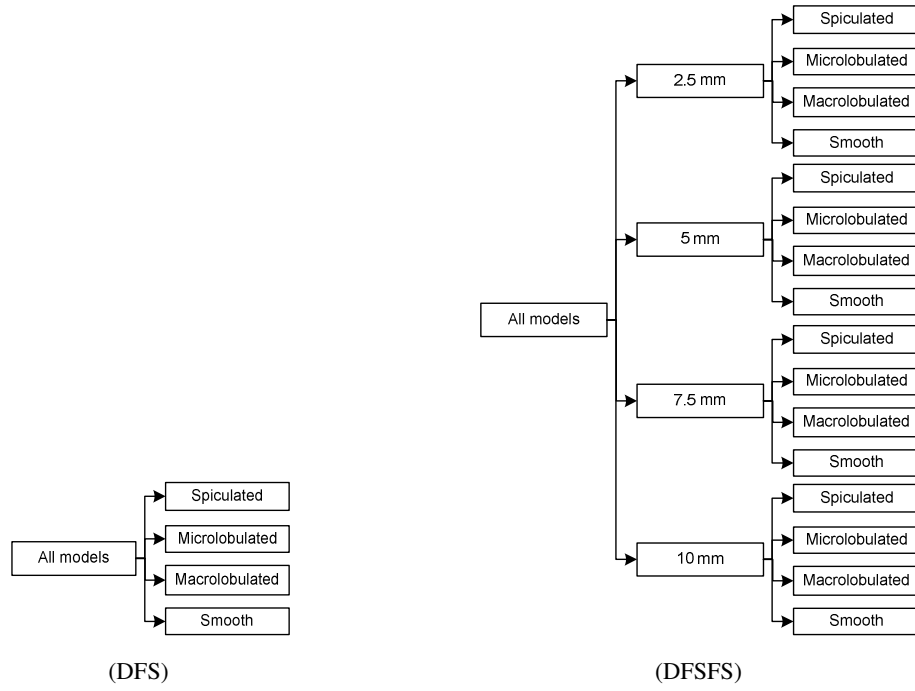 All models
Spiculated
Microlobulated
Macrolobulated
Smooth
(DFS)
All models
2.5 mm
Spiculated
Microlobulated
Macrolobulated
Smooth
5 mm
Spiculated
Microlobulated
Macrolobulated
Smooth
7.5 mm
Spiculated
Microlobulated
Macrolobulated
Smooth
10 mm
Spiculated
Microlobulated
Macrolobulated
Smooth
(DFSFS)